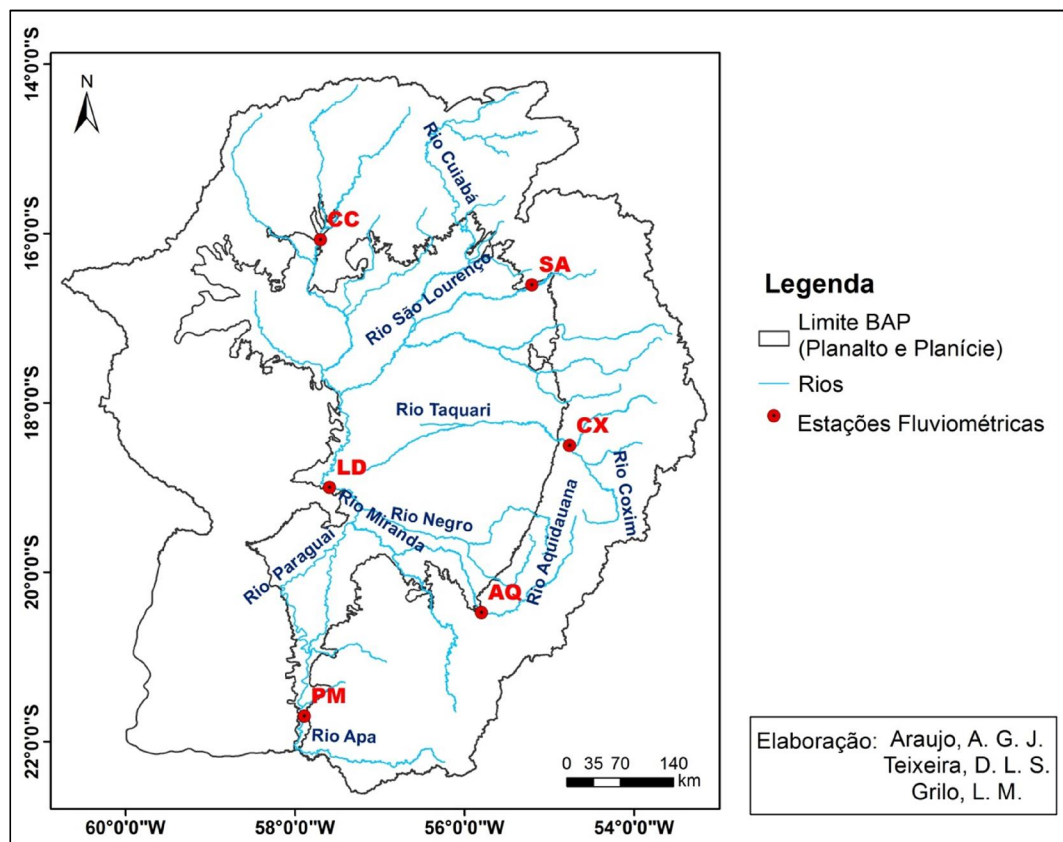 14°0'0"S
16°0'0"S
18°0'0"S
20°0'0"S
22°0'0"S
N
Rio Cuiabá
CC
SA
Rio São Lourenço
Rio Taquari
CX
LD
Rio Coxim
Rio Miranda
Rio Negro
Rio Aquidauana
Rio Paraguai
AQ
PM
Rio Apa
0 35 70 140
km
60°0'0"W 58°0'0"W 56°0'0"W 54°0'0"W
Legenda
Limite BAP
(Planalto e Planície)
Rios
Estações Fluviométricas
Elaboração: Araujo, A. G. J.
Teixeira, D. L. S.
Grilo, L. M.